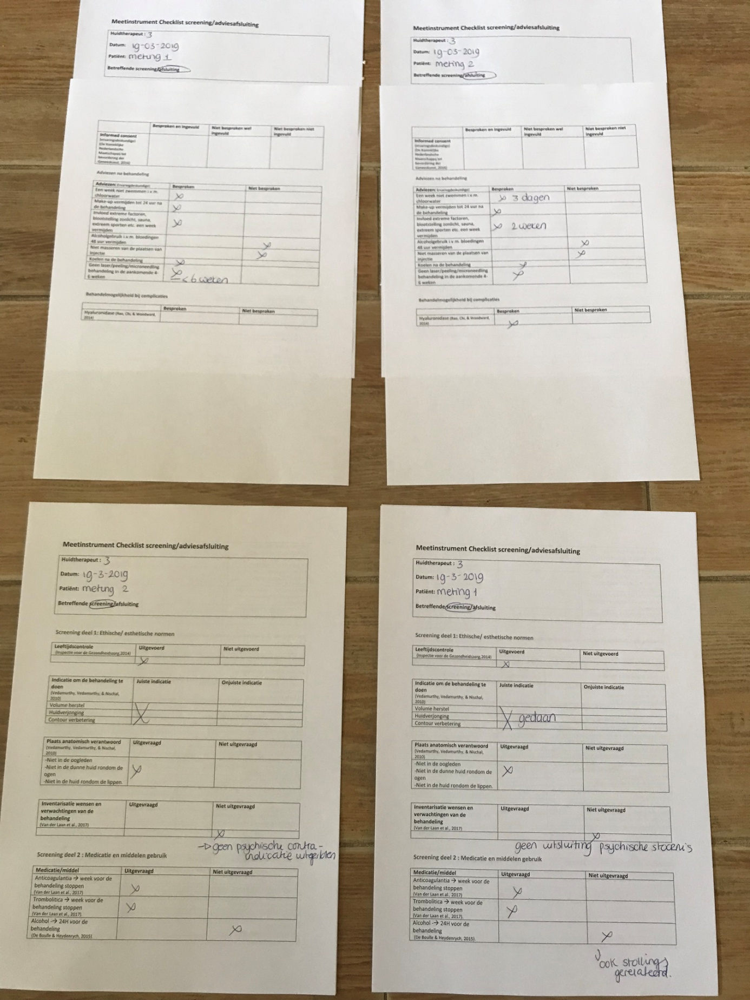 Meetinstrument Checklist screening/adviesafsluiting
Huidtherapeut : 3
Datum: 19-03-2019
Patiënt: meting 1
Betreffende screening/afsluiting
Besproken en ingevuld
Niet besproken wel ingevuld
Niet besproken niet ingevuld
Informed consent
(ervaringsdeskundige)
(De Koninklijke
Nederlandsche
Maatschappij tot
bevordering der
Geneeskunst, 2016)
Adviezen na behandeling
Adviezen (Ervaringsdeskundige)
Besproken
Niet besproken
Een week niet zwemmen i.v.m.
chloorwater
x
Make-up vermijden tot 24 uur na
de behandeling
x
Invloed extreme factoren,
blootstelling zonlicht, sauna,
extreem sporten etc. een week
vermijden
x
Alcoholgebruik i.v.m. bloedingen
48 uur vermijden
x
Niet masseren van de plaatsen van
injectie
x
Koelen na de behandeling
x
Geen laser/peeling/microneedling
behandeling in de aankomende 4-
6 weken
x < 6 weken
Behandelmogelijkheid bij complicaties
Besproken
Niet besproken
Hyaluronidase (Rao, Chi, & Woodward,
2014)
Meetinstrument Checklist screening/adviesafsluiting
Huidtherapeut : 3
Datum: 19-03-2019
Patiënt: meting 2
Betreffende screening/afsluiting
Besproken en ingevuld
Niet besproken wel ingevuld
Niet besproken niet ingevuld
Informed consent
(ervaringsdeskundige)
(De Koninklijke
Nederlandsche
Maatschappij tot
bevordering der
Geneeskunst, 2016)
Adviezen na behandeling
Adviezen (Ervaringsdeskundige)
Besproken
Niet besproken
Een week niet zwemmen i.v.m.
chloorwater
x 3 dagen
Make-up vermijden tot 24 uur na
de behandeling
x
Invloed extreme factoren,
blootstelling zonlicht, sauna,
extreem sporten etc. een week
vermijden
x 2 weken
Alcoholgebruik i.v.m. bloedingen
48 uur vermijden
x
Niet masseren van de plaatsen van
injectie
x
Koelen na de behandeling
x
Geen laser/peeling/microneedling
behandeling in de aankomende 4-
6 weken
x
Behandelmogelijkheid bij complicaties
Besproken
Niet besproken
Hyaluronidase (Rao, Chi, & Woodward,
2014)
x
Meetinstrument Checklist screening/adviesafsluiting
Huidtherapeut : 3
Datum: 19-3-2019
Patiënt: meting 2
Betreffende screening/afsluiting
Screening deel 1: Ethische/ esthetische normen
Leeftijdscontrole
(Inspectie voor de Gezondheidszorg,2014)
Uitgevoerd
Niet uitgevoerd
x
Indicatie om de behandeling te
doen
(Vedamurthy, Vedamurthy, & Nischal,
2010)
Juiste indicatie
Onjuiste indicatie
Volume herstel
Huidverjonging
Contour verbetering
X
Plaats anatomisch verantwoord
(Vedamurthy, Vedamurthy, & Nischal,
2010)
Uitgevraagd
Niet uitgevraagd
-Niet in de oogleden
-Niet in de dunne huid rondom de
ogen
-Niet in de huid rondom de lippen.
x
Inventarisatie wensen en
verwachtingen van de
behandeling
(Van der Laan et al., 2017)
Uitgevraagd
Niet uitgevraagd
x
→ geen psychische contra-
indicatie
Screening deel 2 : Medicatie en middelen gebruik
Medicatie/middel
Uitgevraagd
Niet uitgevraagd
Anticoagulantia → week voor de
behandeling stoppen
(Van der Laan et al., 2017)
x
Trombolitica → week voor de
behandeling stoppen
(Van der Laan et al., 2017).
x
Alcohol -→ 24H voor de
behandeling
(De Boulle & Heydenrych, 2015).
x
Meetinstrument Checklist screening/adviesafsluiting
Huidtherapeut : 3
Datum: 19-3-2019
Patiënt: meting 1
Betreffende screening/afsluiting
Screening deel 1: Ethische/ esthetische normen
Leeftijdscontrole
(Inspectie voor de Gezondheidszorg,2014)
Uitgevoerd
Niet uitgevoerd
x
Indicatie om de behandeling te
doen
(Vedamurthy, Vedamurthy, & Nischal,
2010)
Juiste indicatie
Onjuiste indicatie
Volume herstel
Huidverjonging
Contour verbetering
X gedaan
Plaats anatomisch verantwoord
(Vedamurthy, Vedamurthy, & Nischal,
2010)
Uitgevraagd
Niet uitgevraagd
-Niet in de oogleden
-Niet in de dunne huid rondom de
ogen
-Niet in de huid rondom de lippen.
x
Inventarisatie wensen en
verwachtingen van de
behandeling
(Van der Laan et al., 2017)
Uitgevraagd
Niet uitgevraagd
x
geen uitsluiting psychische stoornis
Screening deel 2 : Medicatie en middelen gebruik
Medicatie/middel
Uitgevraagd
Niet uitgevraagd
Anticoagulantia → week voor de
behandeling stoppen
(Van der Laan et al., 2017)
x
Trombolitica → week voor de
behandeling stoppen
(Van der Laan et al., 2017).
x
Alcohol -→ 24H voor de
behandeling
(De Boulle & Heydenrych, 2015).
x
ook stollings
gerelateerd.